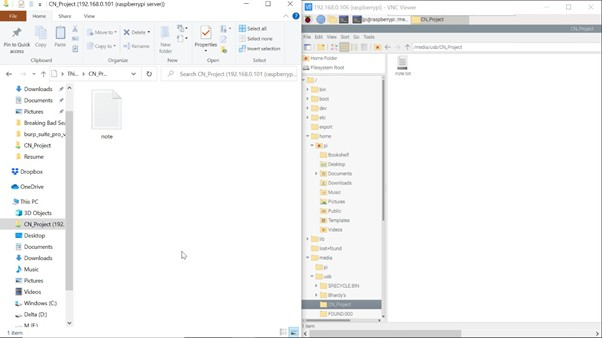 CN_Project (192.168.0.101 (raspberrypi server))
File
Home
Share
View
Pin to Quick access
Copy
Paste
Move to
Copy to
Delete
Rename
New folder
Properties
Select all
Select none
Invert selection
Clipboard
Organize
New
Open
Select
Thi...
CN_Pr...
Search CN_Project (192.168.0.101 (raspberryp...
Downloads
Documents
Pictures
Breaking Bad Sea
burp_suite_pro_v
CN_Project
Resume
Dropbox
OneDrive
This PC
3D Objects
CN_Project (192.
Desktop
Documents
Downloads
Music
Pictures
Videos
Windows (C:)
Delta (D:)
M (E:)
note
1 item
192.168.0.106 (raspberrypi) - VNC Viewer
pi@raspberrypi: /me...
CN_Project
CN_Project
File Edit View Sort Go Tools
/media/usb/CN_Project
Home Folder
Filesystem Root
/
bin
boot
dev
etc
export
home
pi
Bookshelf
Desktop
Documents
Downloads
Music
Pictures
Public
Templates
Videos
lib
lost+found
media
pi
usb
Bhardy's
CN_Project
FOUND.000
note.txt
1 item